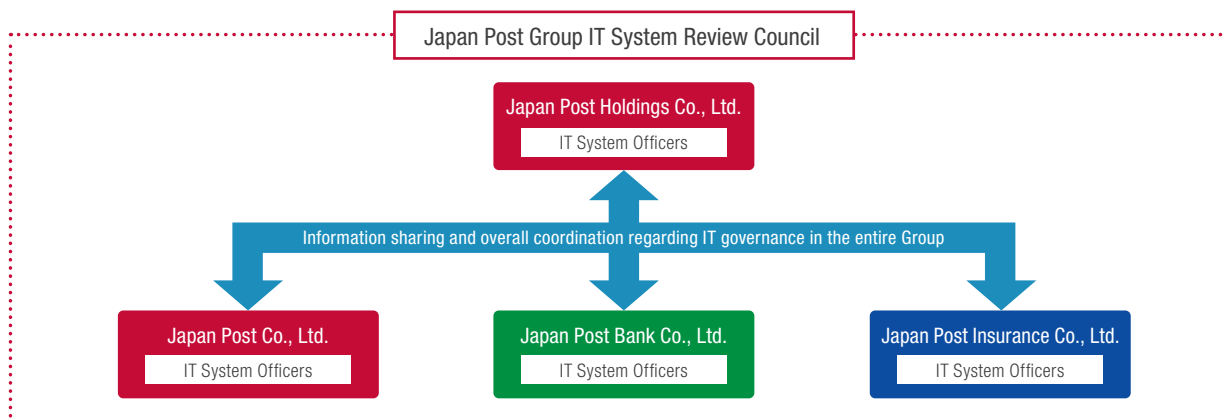 Japan Post Group IT System Review Council
Japan Post Holdings Co., Ltd.
IT System Officers
Information sharing and overall coordination regarding IT governance in the entire Group
Japan Post Co., Ltd.
IT System Officers
Japan Post Bank Co., Ltd.
IT System Officers
Japan Post Insurance Co., Ltd.
IT System Officers